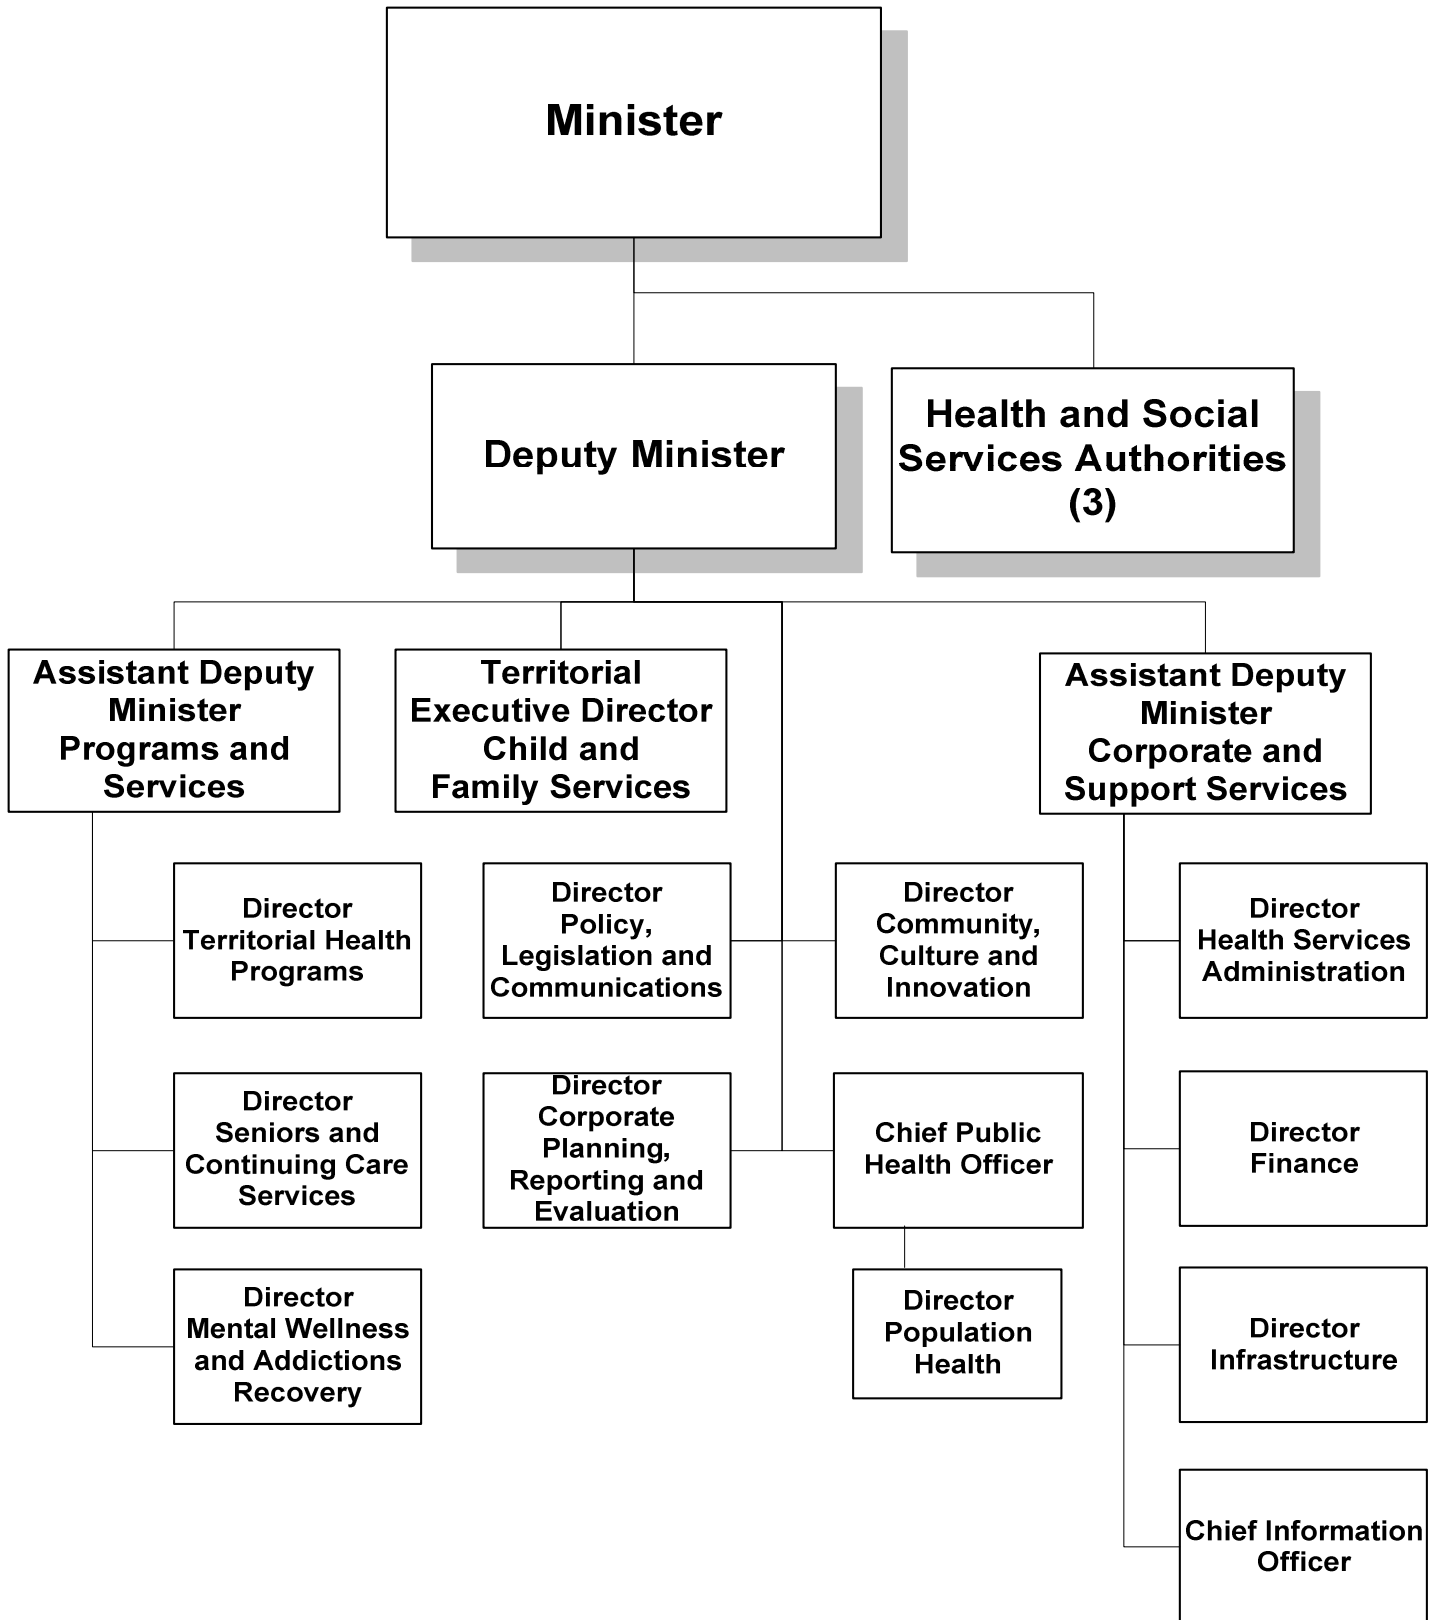 Minister
Deputy Minister
Health and Social
Services Authorities
(3)
Assistant Deputy
Minister
Programs and
Services
Territorial
Executive Director
Child and
Family Services
Assistant Deputy
Minister
Corporate and
Support Services
Director
Territorial Health
Programs
Director
Policy,
Legislation and
Communications
Director
Community,
Culture and
Innovation
Director
Health Services
Administration
Director
Seniors and
Continuing Care
Services
Director
Corporate
Planning,
Reporting and
Evaluation
Chief Public
Health Officer
Director
Finance
Director
Mental Wellness
and Addictions
Recovery
Director
Population
Health
Director
Infrastructure
Chief Information
Officer